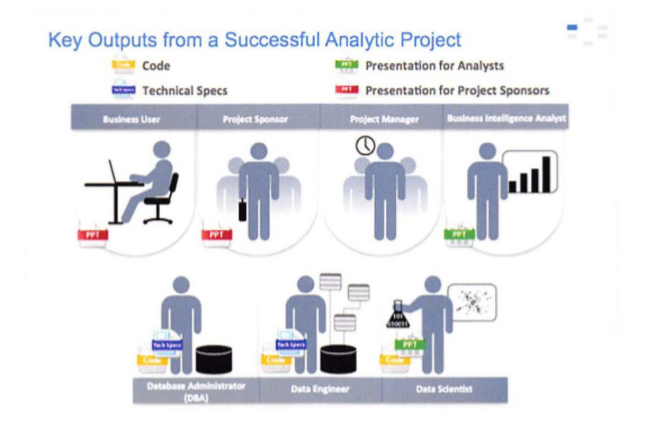 Key Outputs from a Successful Analytic Project
Code
PPT Presentation for Analysts
Tech Specs Technical Specs
PPT Presentation for Project Sponsors
Business User
Project Sponsor
Project Manager
Business Intelligence Analyst
PPT
PPT
PPT
101
010011
Tech Specs
Tech Specs
PPT
Code
Code
Code
Database Administrator
(DBA)
Data Engineer
Data Scientist